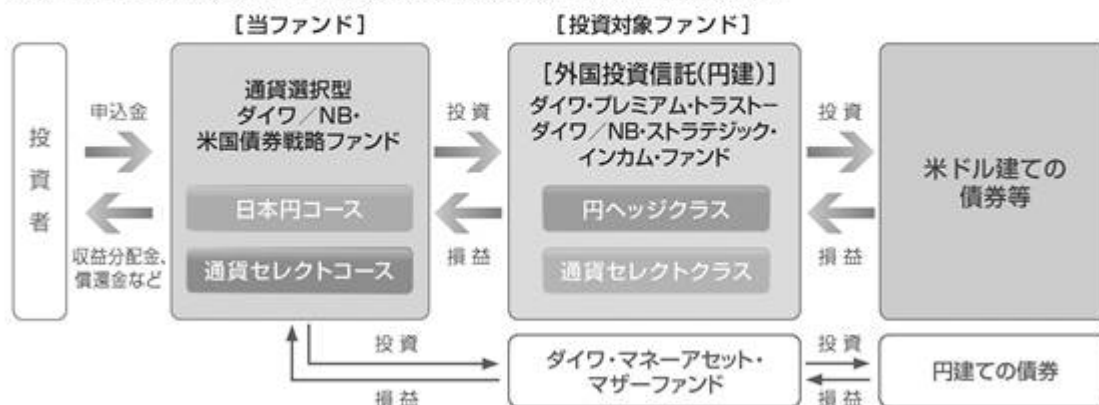 [当ファンド]
[投資対象ファンド]
投資者
申込金
収益分配金、
償還金など
通貨選択型
ダイワ/NB・
米国債券戦略ファンド
日本円コース
通貨セレクトコース
投資
損益
[外国投資信託(円建)]
ダイワ・プレミアム・トラストー
ダイワ/NB・ストラテジック・
インカム・ファンド
円ヘッジクラス
通貨セレクトクラス
投資
損益
米ドル建ての
債券等
投資
損益
ダイワ・マネーアセット・
マザーファンド
投資
損益
円建ての債券